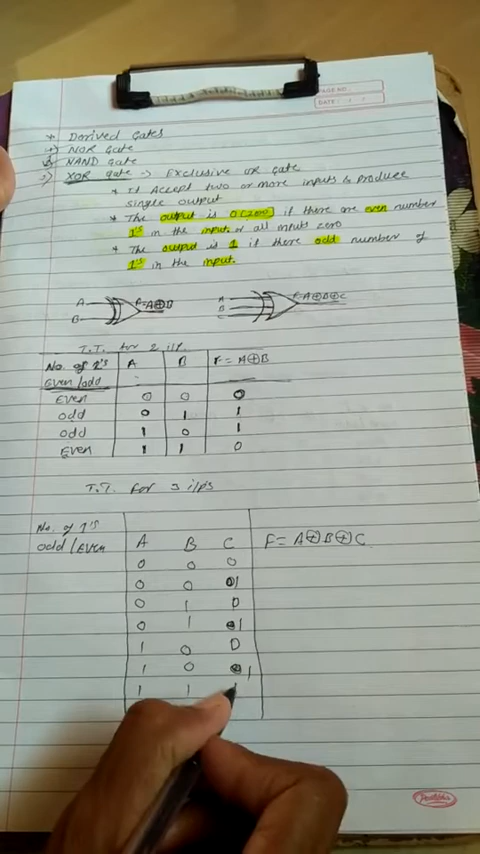 PAGE NO.
DATE: / /
* Derived Gates
1) NOR Gate
2) NAND Gate
3) XOR gate -> Exclusive OR gate
* It Accept two or more inputs & produce
single output
* The output is 0 (zero) if there are even number
1's in the input or all inputs zero
* The output is 1 if there odd number of
1's in the input.
A F=A⊕B A F=A⊕B⊕C
B B
C
T.T. for 2 i/p.
No. of 1's A B F = A⊕B
Even/odd
Even 0 0 0
odd 0 1 1
odd 1 0 1
Even 1 1 0
T.T. for 3 i/p's
No. of 1's
odd/Even A B C F= A⊕B⊕C
0 0 0
0 0 1
0 1 0
0 1 1
1 0 0
1 0 1
1 1